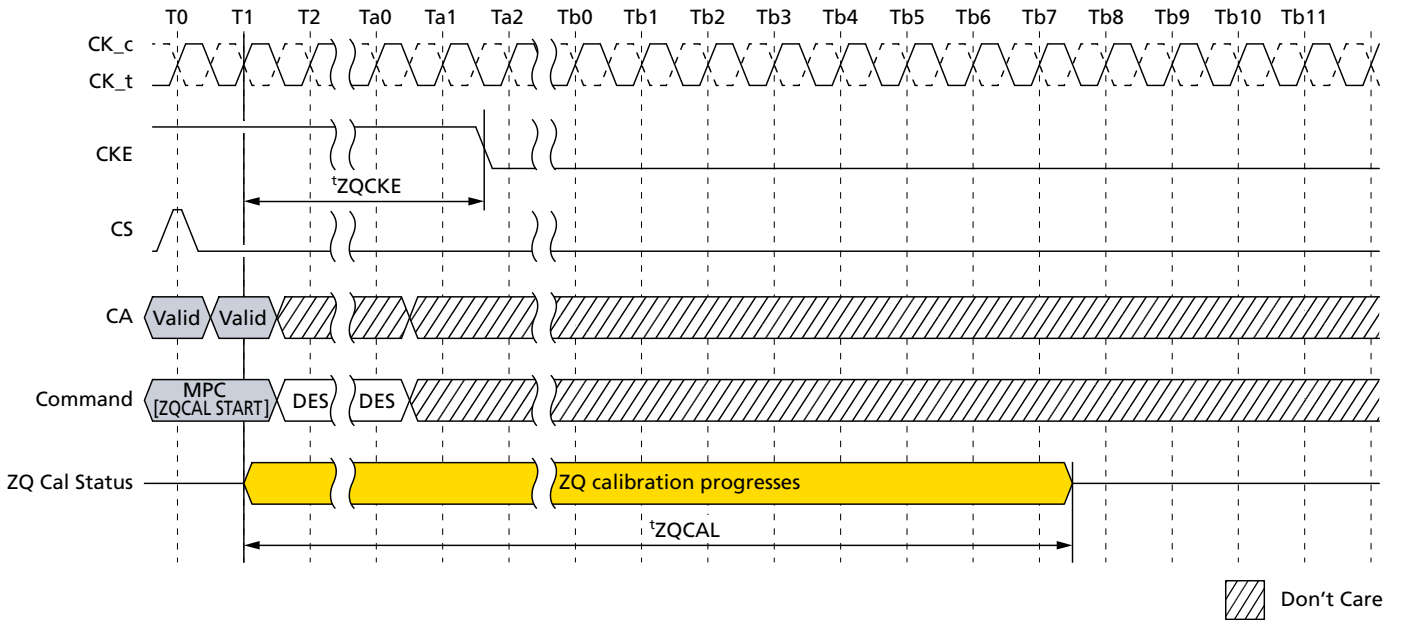 T0 T1 T2 Ta0 Ta1 Ta2 Tb0 Tb1 Tb2 Tb3 Tb4 Tb5 Tb6 Tb7 Tb8 Tb9 Tb10 Tb11
CK_c
CK_t
CKE
tZQCKE
CS
CA Valid Valid
Command MPC [ZQCAL START] DES DES
ZQ Cal Status ZQ calibration progresses
tZQCAL
Don't Care